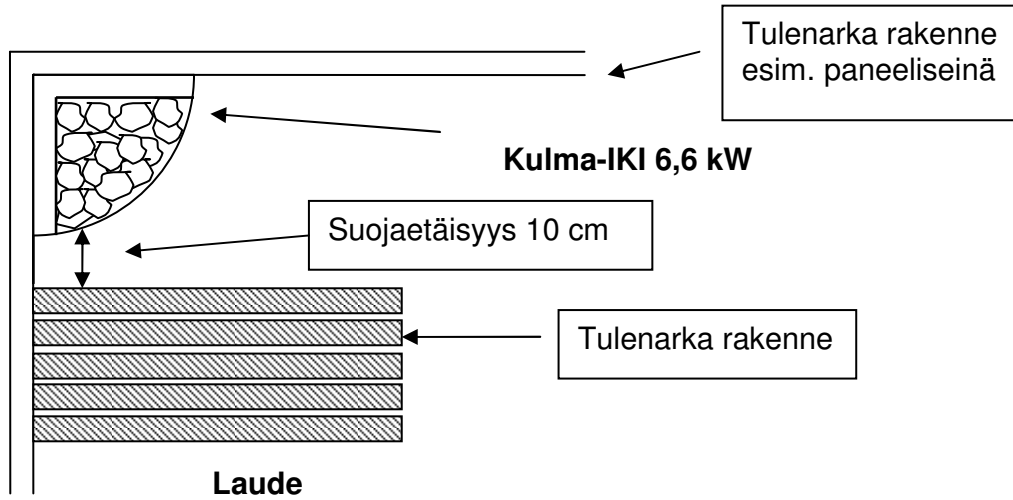 Tulenarka rakenne
esim. paneeliseinä
Kulma-IKI 6,6 kW
Suojaetäisyys 10 cm
Tulenarka rakenne
Laude